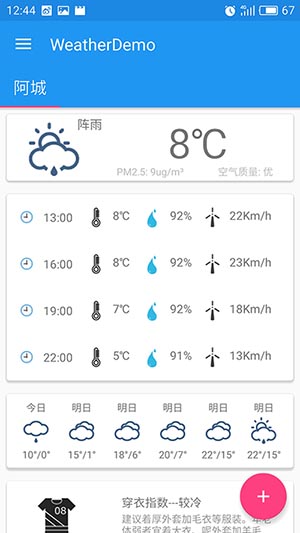 12:44 4G 67
WeatherDemo
阿城
阵雨
8℃
PM2.5: 9ug/m³ 空气质量: 优
13:00 8℃ 92% 22Km/h
16:00 8℃ 92% 23Km/h
19:00 7℃ 92% 18Km/h
22:00 5℃ 91% 13Km/h
今日 明日 明日 明日 明日 明日
10°/0° 15°/1° 18°/6° 20°/7° 22°/15° 22°/15°
08
穿衣指数---较冷
建议着厚外套加毛衣等服装。年老
体弱者宜着大衣、呢外套加羊毛
+